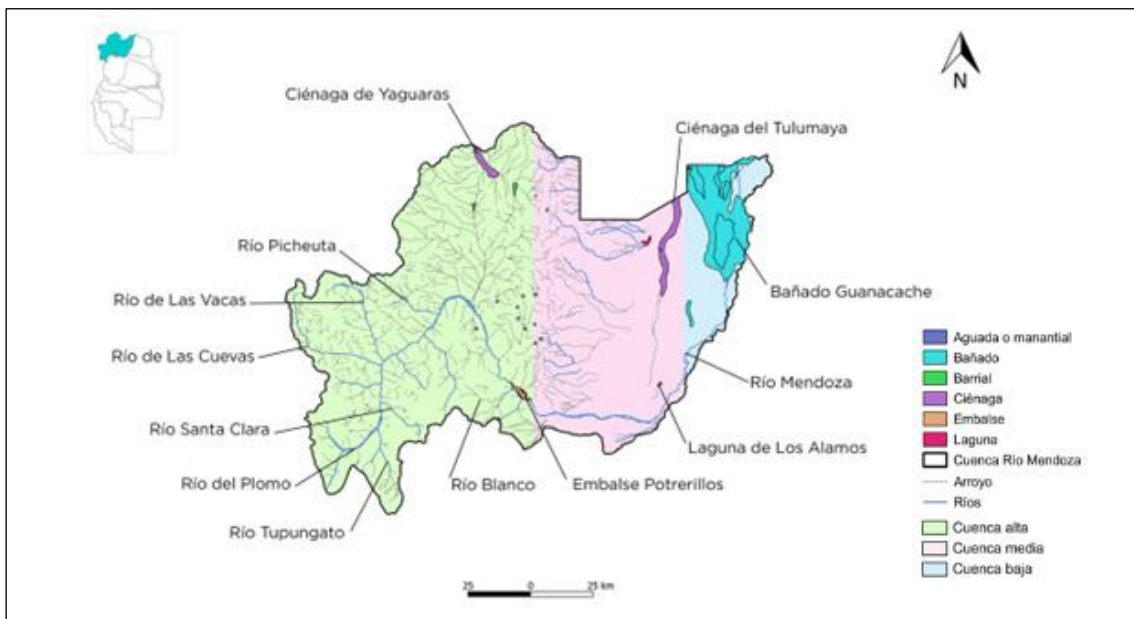 N
Ciénaga de Yaguaras
Ciénaga del Tulumaya
Río Picheuta
Río de Las Vacas
Río de Las Cuevas
Río Santa Clara
Río del Plomo
Río Tupungato
Río Blanco
Embalse Potrerillos
Laguna de Los Alamos
Río Mendoza
Bañado Guanacache
Aguada o manantial
Bañado
Barrial
Ciénaga
Embalse
Laguna
Cuenca Río Mendoza
Arroyo
Ríos
Cuenca alta
Cuenca media
Cuenca baja
25 0 25 km